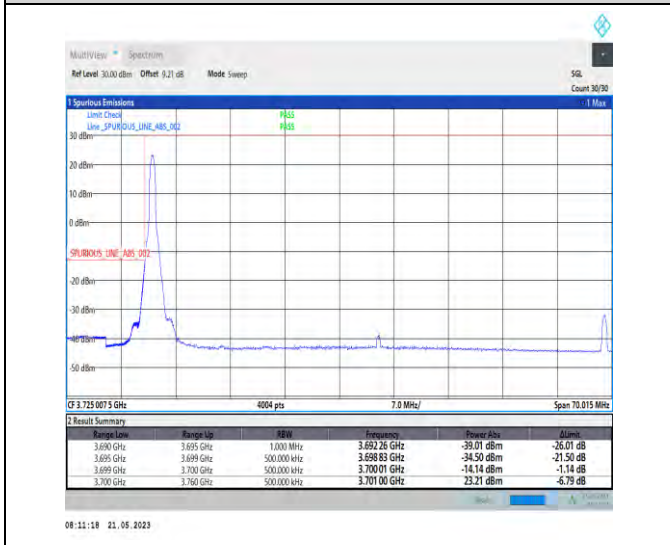 MultiView Spectrum
Ref Level 30.00 dBm Offset 9.21 dB Mode Sweep SGL
Count 30/30
1 Spurious Emissions 1 Max
Limit Check PASS
Line _SPURIOUS_LINE_ABS_002 PASS
30 dBm
20 dBm
10 dBm
0 dBm
_SPURIOUS_LINE_ABS_002
-20 dBm
-30 dBm
-40 dBm
-50 dBm
CF 3.725 007 5 GHz 4004 pts 7.0 MHz/ Span 70.015 MHz
2 Result Summary
Range Low Range Up RBW Frequency Power Abs ΔLimit
3.690 GHz 3.695 GHz 1.000 MHz 3.692 26 GHz -39.01 dBm -26.01 dB
3.695 GHz 3.699 GHz 500.000 kHz 3.698 83 GHz -34.50 dBm -21.50 dB
3.699 GHz 3.700 GHz 500.000 kHz 3.700 01 GHz -14.14 dBm -1.14 dB
3.700 GHz 3.760 GHz 500.000 kHz 3.701 00 GHz 23.21 dBm -6.79 dB
08:11:18 21.05.2023